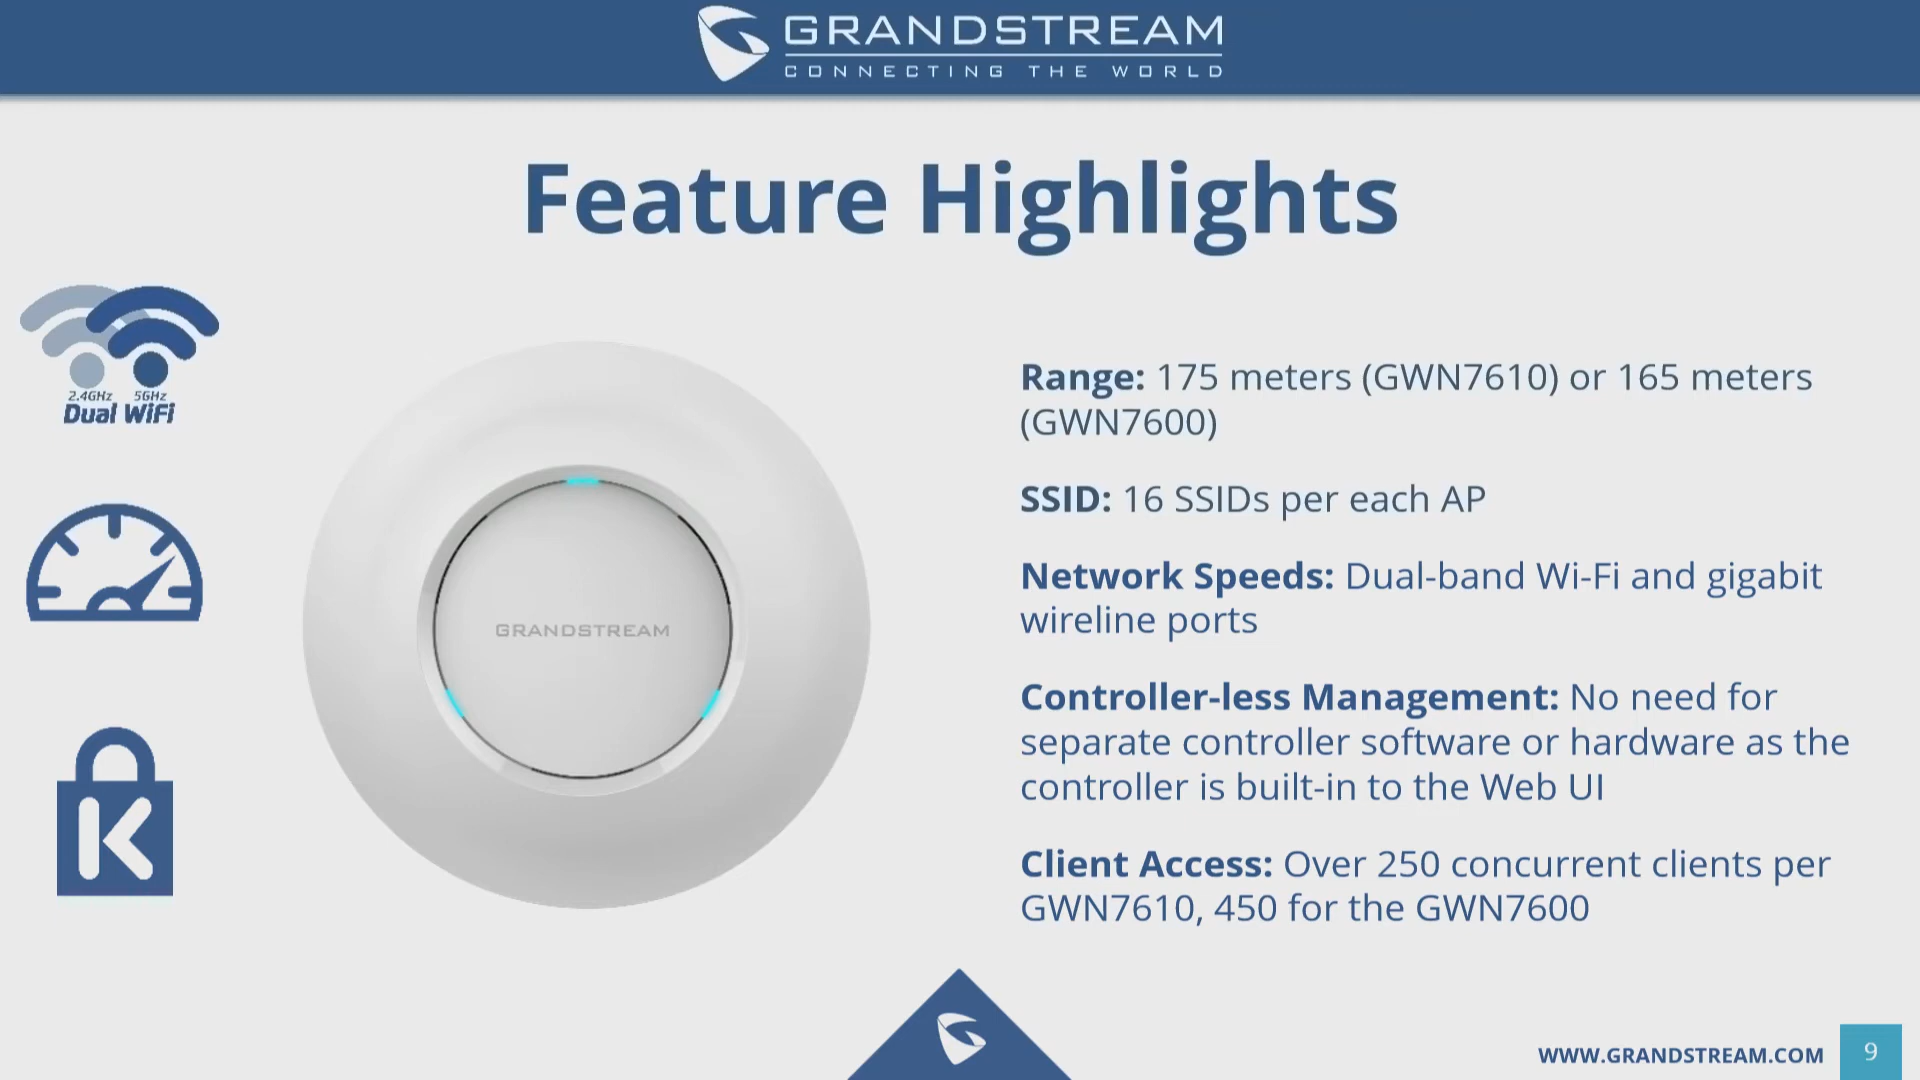 GRANDSTREAM
CONNECTING THE WORLD
Feature Highlights
2.4GHz 5GHz
Dual WiFi
GRANDSTREAM
K
Range: 175 meters (GWN7610) or 165 meters
(GWN7600)
SSID: 16 SSIDs per each AP
Network Speeds: Dual-band Wi-Fi and gigabit
wireline ports
Controller-less Management: No need for
separate controller software or hardware as the
controller is built-in to the Web UI
Client Access: Over 250 concurrent clients per
GWN7610, 450 for the GWN7600
WWW.GRANDSTREAM.COM 9